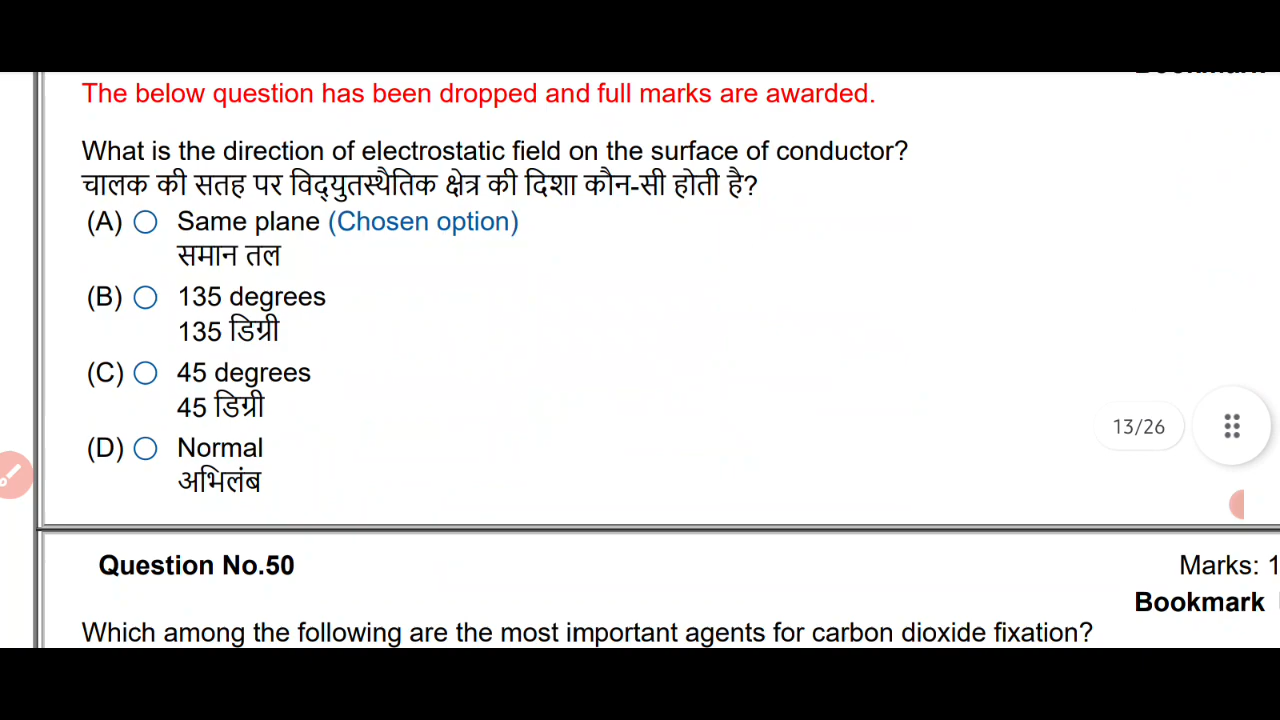 The below question has been dropped and full marks are awarded.
What is the direction of electrostatic field on the surface of conductor?
चालक की सतह पर विद्युतस्थैतिक क्षेत्र की दिशा कौन-सी होती है?
(A) Same plane (Chosen option)
समान तल
(B) 135 degrees
135 डिग्री
(C) 45 degrees
45 डिग्री
13/26
(D) Normal
अभिलंब
Question No.50 Marks: 1
Bookmark
Which among the following are the most important agents for carbon dioxide fixation?